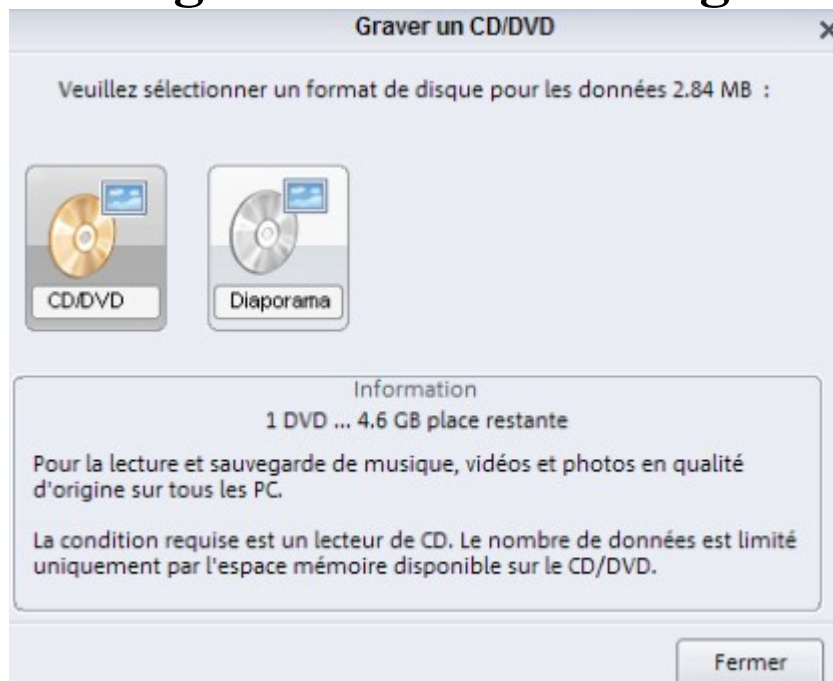 Graver un CD/DVD
Veuillez sélectionner un format de disque pour les données 2.84 MB :
CD/DVD
Diaporama
Information
1 DVD ... 4.6 GB place restante
Pour la lecture et sauvegarde de musique, vidéos et photos en qualité
d'origine sur tous les PC.
La condition requise est un lecteur de CD. Le nombre de données est limité
uniquement par l'espace mémoire disponible sur le CD/DVD.
Fermer